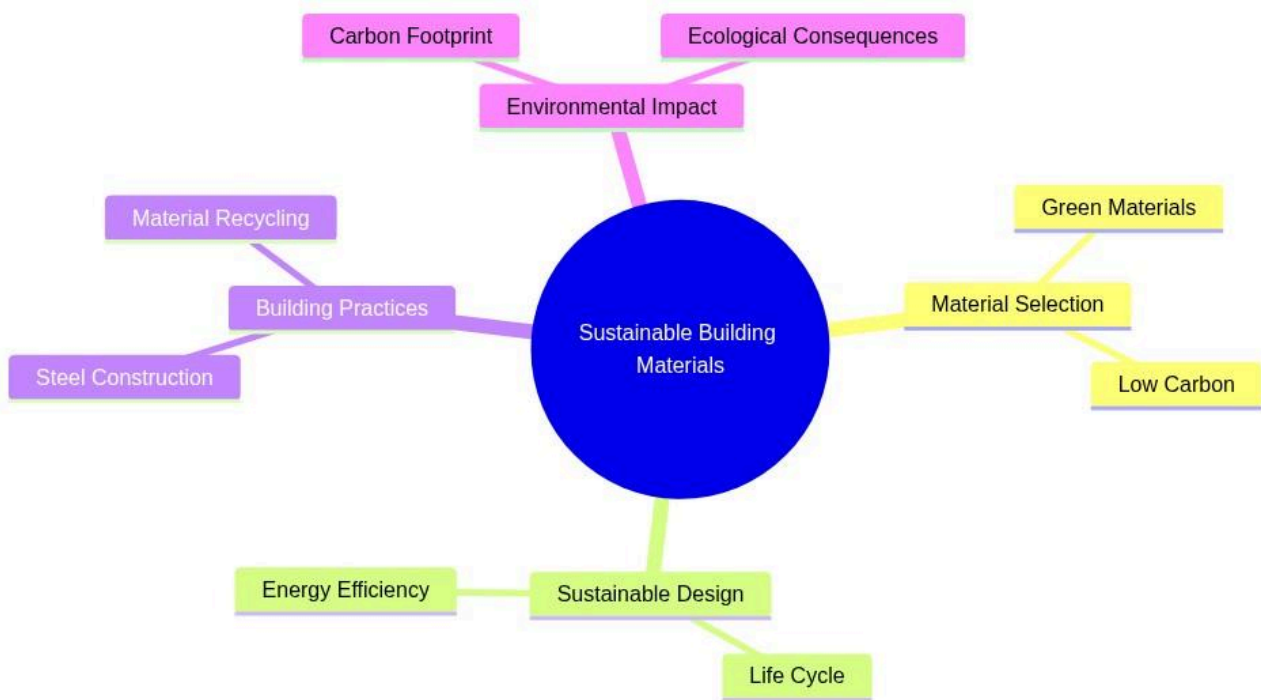 Carbon Footprint
Ecological Consequences
Environmental Impact
Material Recycling
Green Materials
Building Practices
Material Selection
Sustainable Building
Materials
Steel Construction
Low Carbon
Energy Efficiency
Sustainable Design
Life Cycle